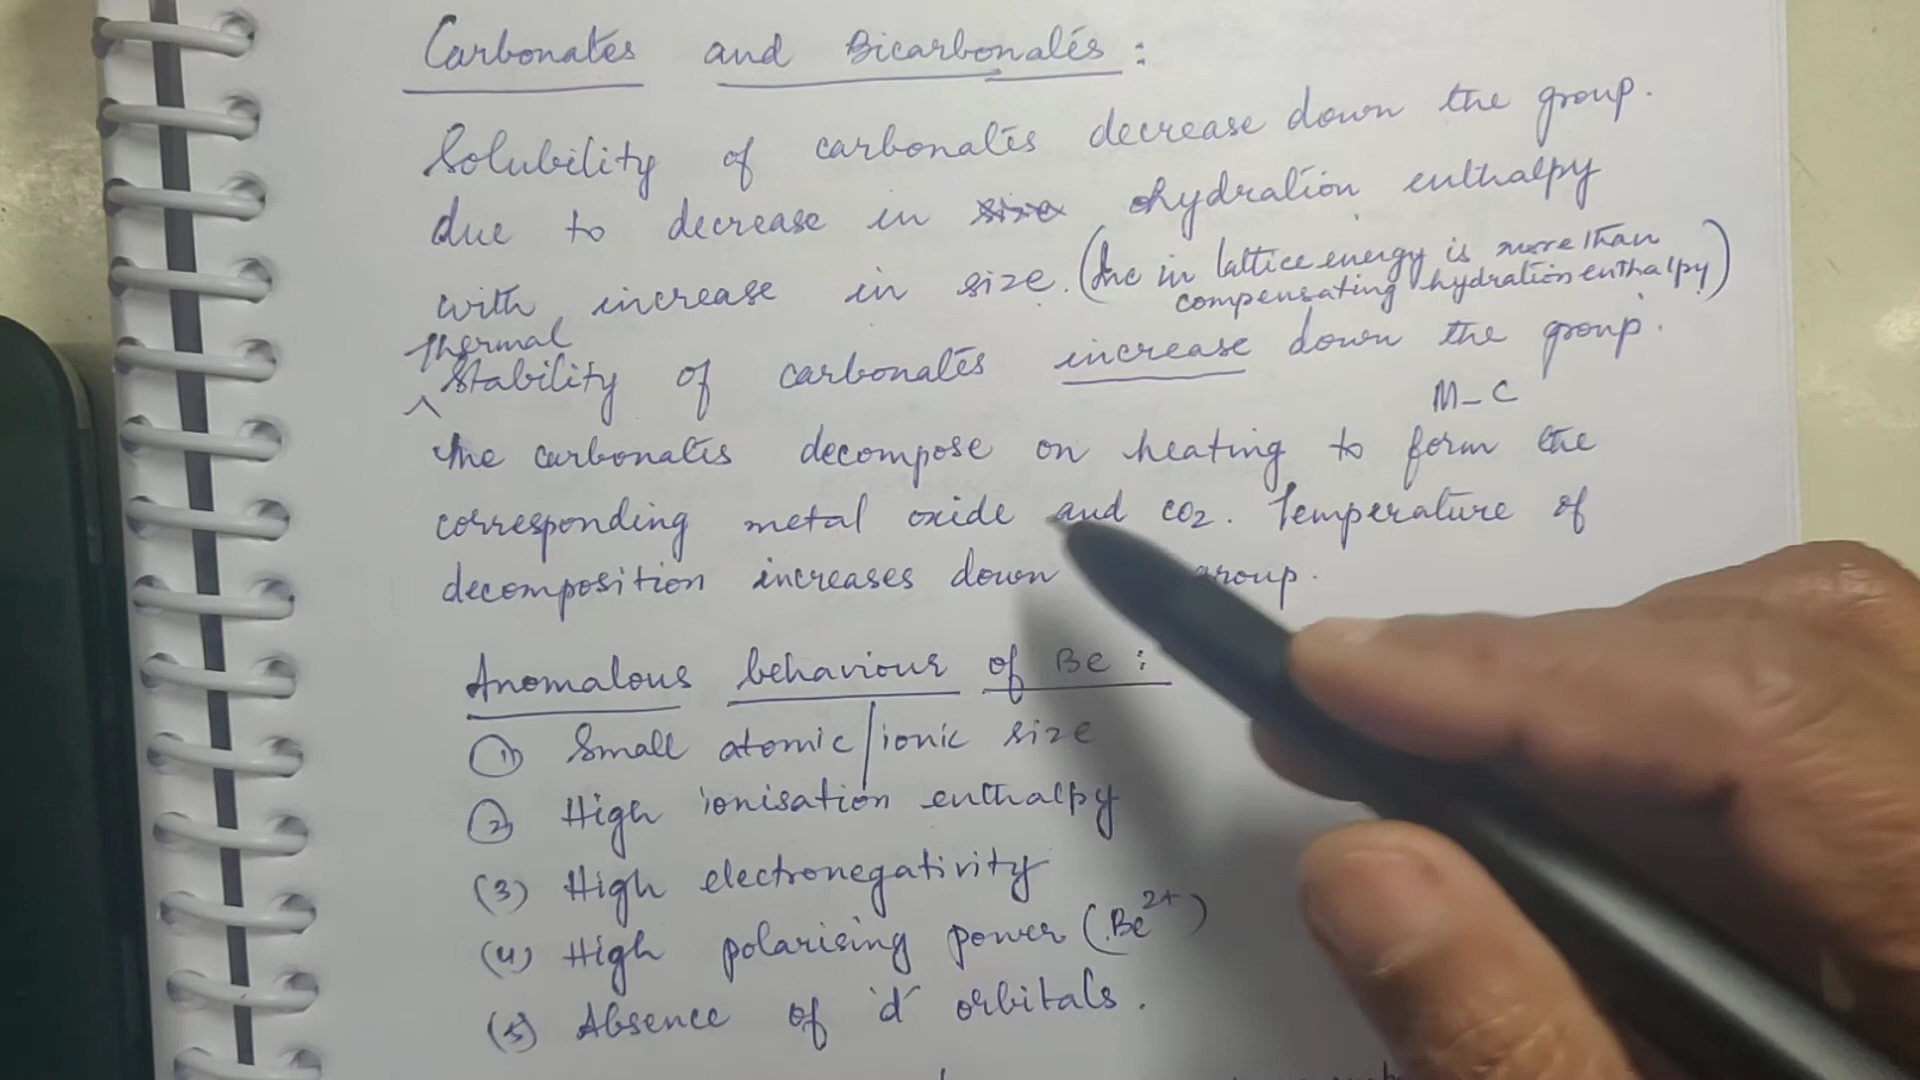 Carbonates and Bicarbonates :
Solubility of carbonates decrease down the group.
due to decrease in hydration enthalpy
with increase in size. (Inc in lattice energy is more than
compensating hydration enthalpy)
thermal
stability of carbonates increase down the group.
M-C
The carbonates decompose on heating to form the
corresponding metal oxide and CO2. Temperature of
decomposition increases down group.
Anomalous behaviour of Be :
① Small atomic/ionic size
② High ionisation enthalpy
(3) High electronegativity
(4) High polarising power (Be2+)
(5) Absence of 'd' orbitals.